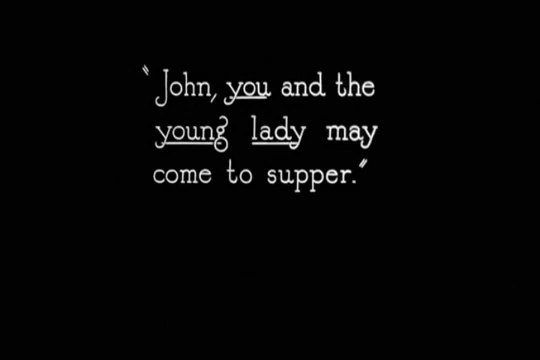 "John, you and the
young lady may
come to supper."